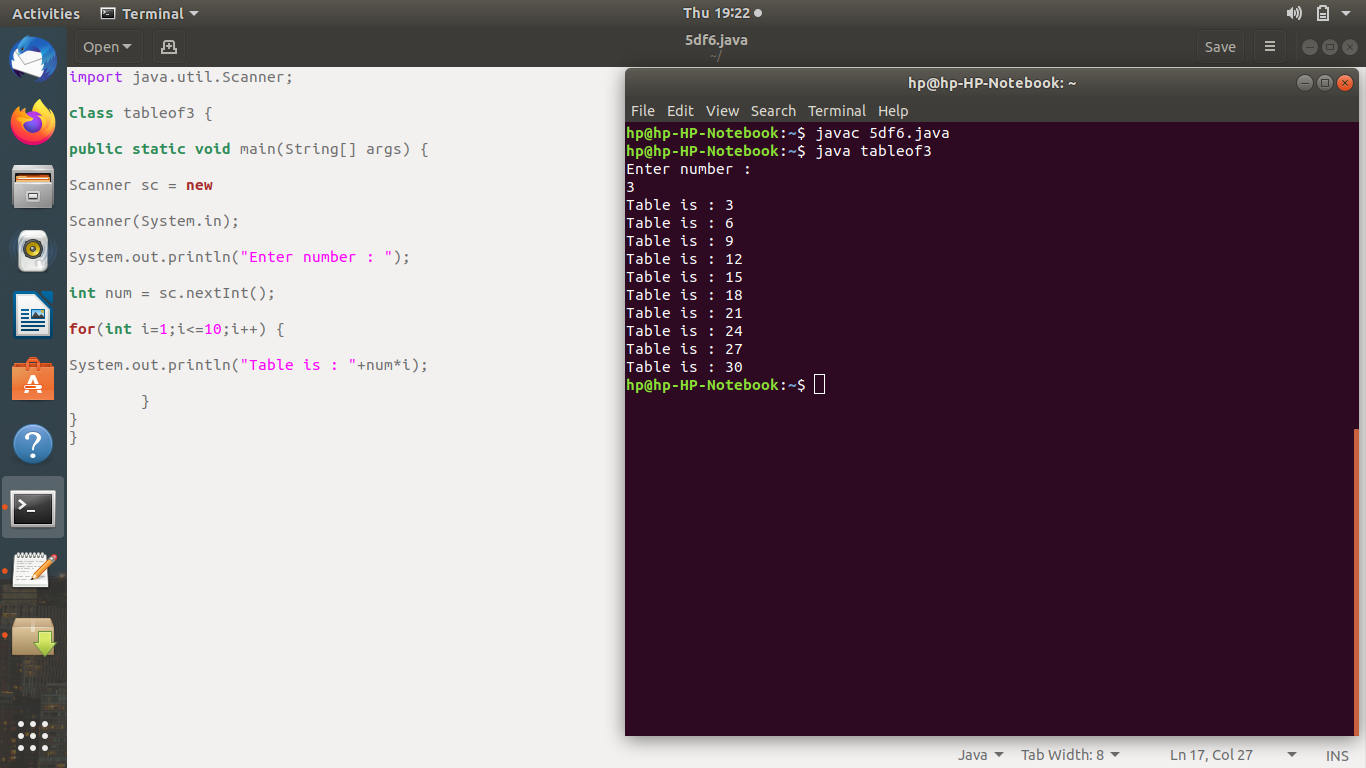 Activities Terminal Thu 19:22
Open 5df6.java Save
~/
import java.util.Scanner;
class tableof3 {
public static void main(String[] args) {
Scanner sc = new
Scanner(System.in);
System.out.println("Enter number : ");
int num = sc.nextInt();
for(int i=1;i<=10;i++) {
System.out.println("Table is : "+num*i);
}
}
}
hp@hp-HP-Notebook: ~
File Edit View Search Terminal Help
hp@hp-HP-Notebook:~$ javac 5df6.java
hp@hp-HP-Notebook:~$ java tableof3
Enter number :
3
Table is : 3
Table is : 6
Table is : 9
Table is : 12
Table is : 15
Table is : 18
Table is : 21
Table is : 24
Table is : 27
Table is : 30
hp@hp-HP-Notebook:~$
Java Tab Width: 8 Ln 17, Col 27 INS